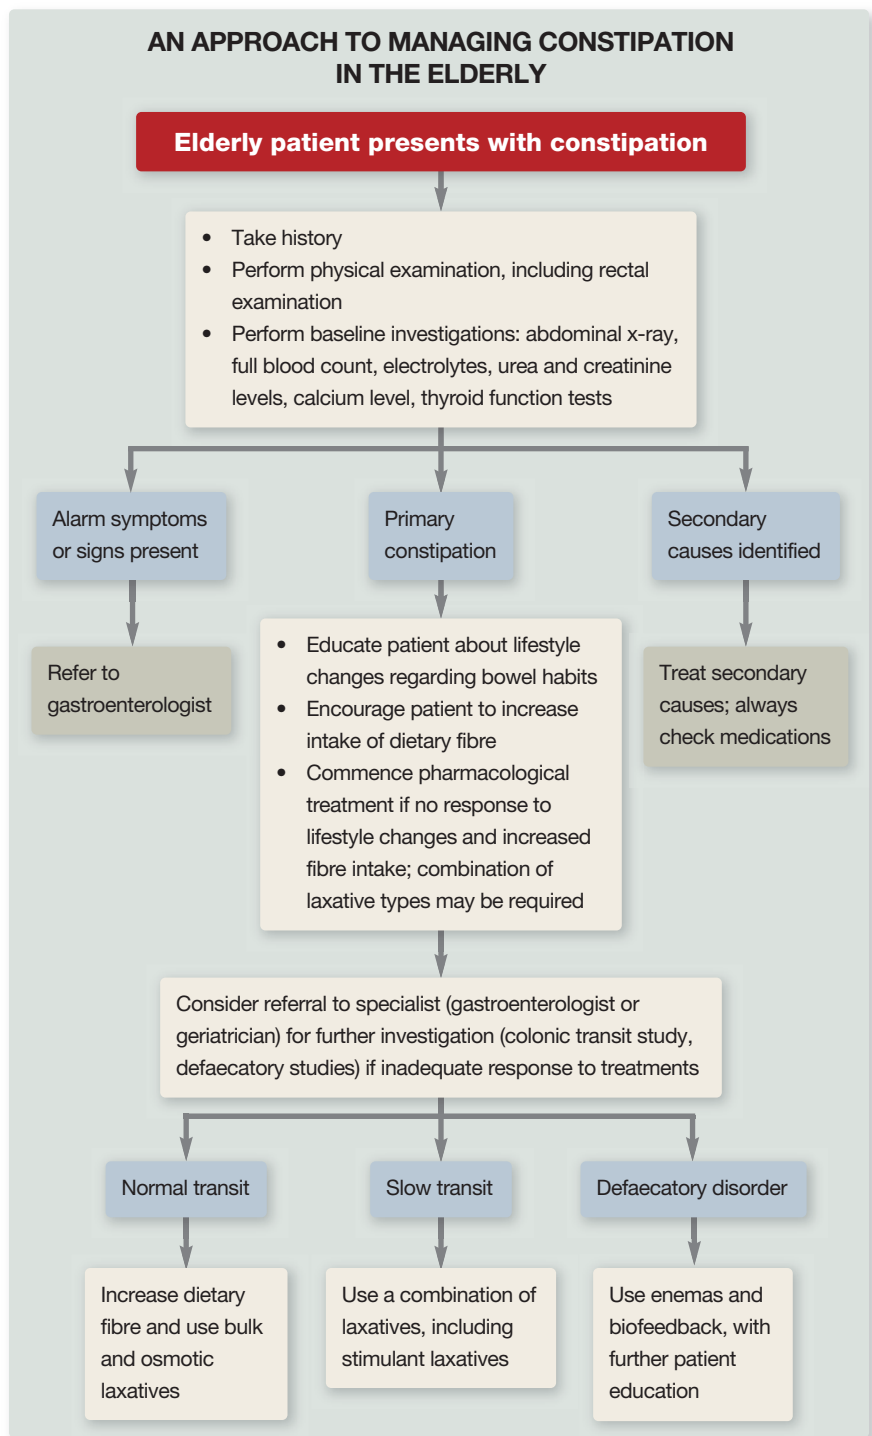 AN APPROACH TO MANAGING CONSTIPATION
IN THE ELDERLY
Elderly patient presents with constipation
• Take history
• Perform physical examination, including rectal
examination
• Perform baseline investigations: abdominal x-ray,
full blood count, electrolytes, urea and creatinine
levels, calcium level, thyroid function tests
Alarm symptoms
or signs present
Primary
constipation
Secondary
causes identified
Refer to
gastroenterologist
• Educate patient about lifestyle
changes regarding bowel habits
• Encourage patient to increase
intake of dietary fibre
• Commence pharmacological
treatment if no response to
lifestyle changes and increased
fibre intake; combination of
laxative types may be required
Treat secondary
causes; always
check medications
Consider referral to specialist (gastroenterologist or
geriatrician) for further investigation (colonic transit study,
defaecatory studies) if inadequate response to treatments
Normal transit
Slow transit
Defaecatory disorder
Increase dietary
fibre and use bulk
and osmotic
laxatives
Use a combination of
laxatives, including
stimulant laxatives
Use enemas and
biofeedback, with
further patient
education